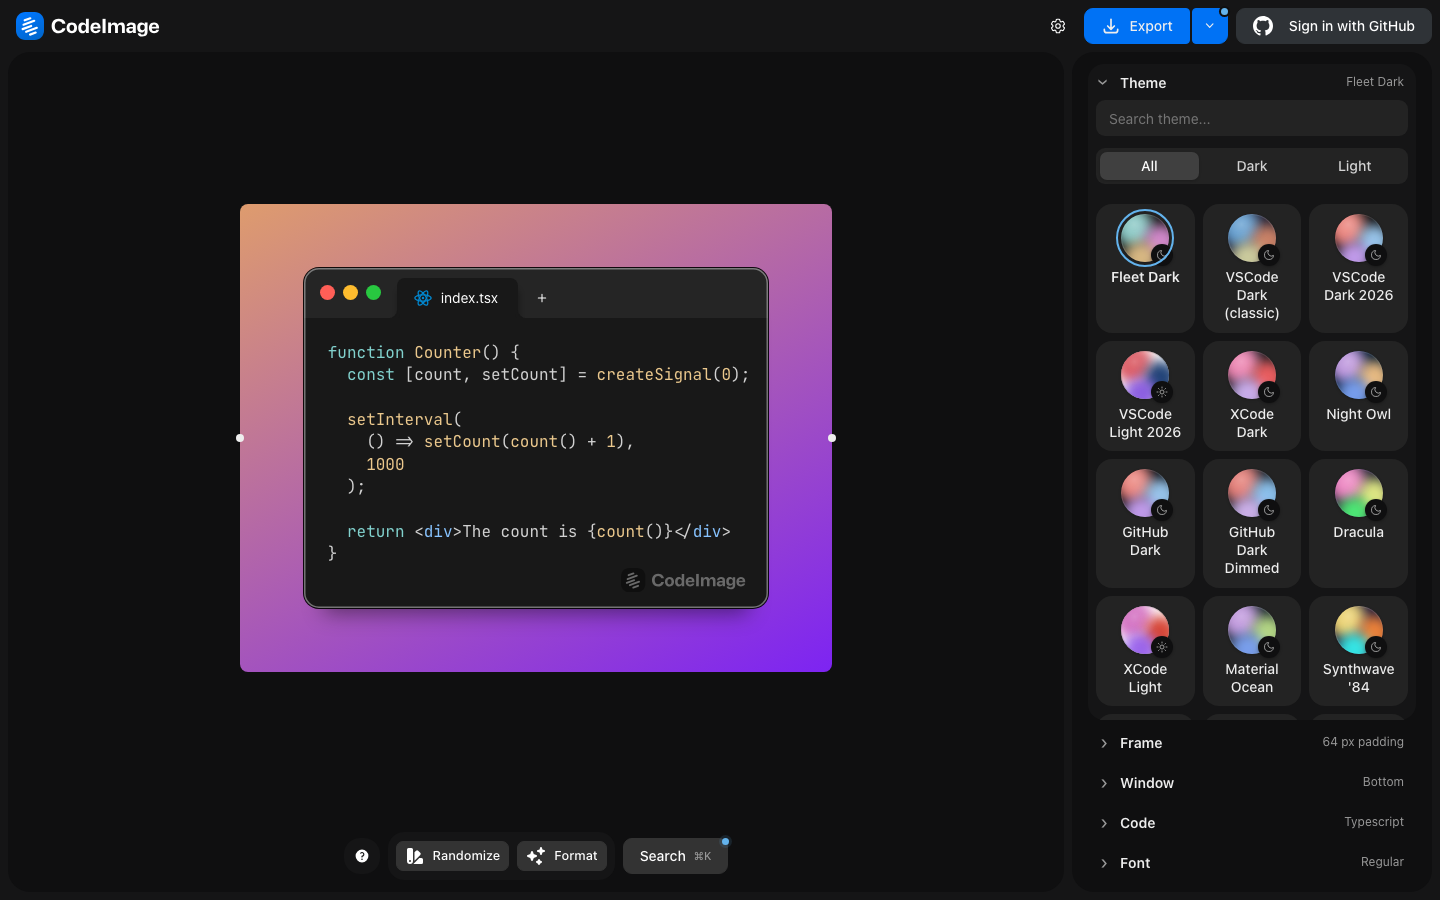 CodeImage
Export
Sign in with GitHub
index.tsx
+
function Counter() {
  const [count, setCount] = createSignal(0);
  setInterval(
    () => setCount(count() + 1),
    1000
  );
  return <div>The count is {count()}</div>
}
CodeImage
?
Randomize
Format
Search ⌘K
Theme
Fleet Dark
Search theme...
All
Dark
Light
Fleet Dark
VSCode
Dark
(classic)
VSCode
Dark 2026
VSCode
Light 2026
XCode
Dark
Night Owl
GitHub
Dark
GitHub
Dark
Dimmed
Dracula
XCode
Light
Material
Ocean
Synthwave
'84
Frame
64 px padding
Window
Bottom
Code
Typescript
Font
Regular